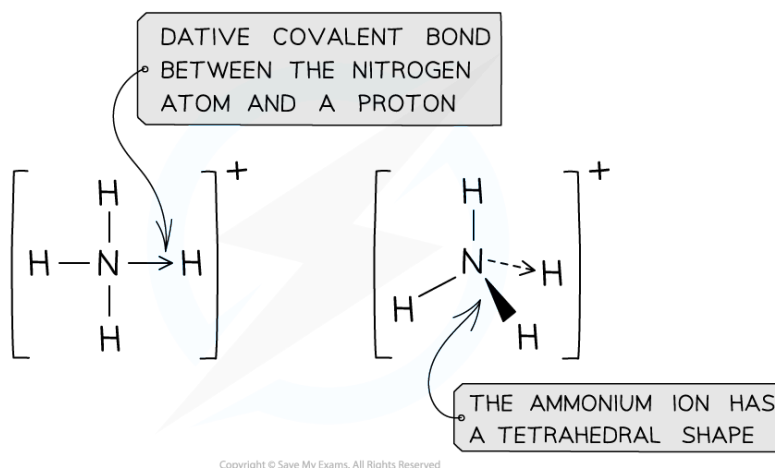 DATIVE COVALENT BOND
BETWEEN THE NITROGEN
ATOM AND A PROTON
+
H
H — N → H
H
+
H
N
H
H
H
THE AMMONIUM ION HAS
A TETRAHEDRAL SHAPE
Copyright © Save My Exams. All Rights Reserved